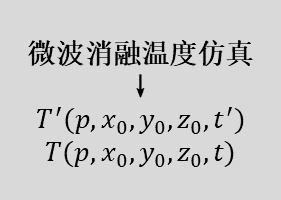 微波消融温度仿真
↓
T′(p, x₀, y₀, z₀, t′)
T(p, x₀, y₀, z₀, t)